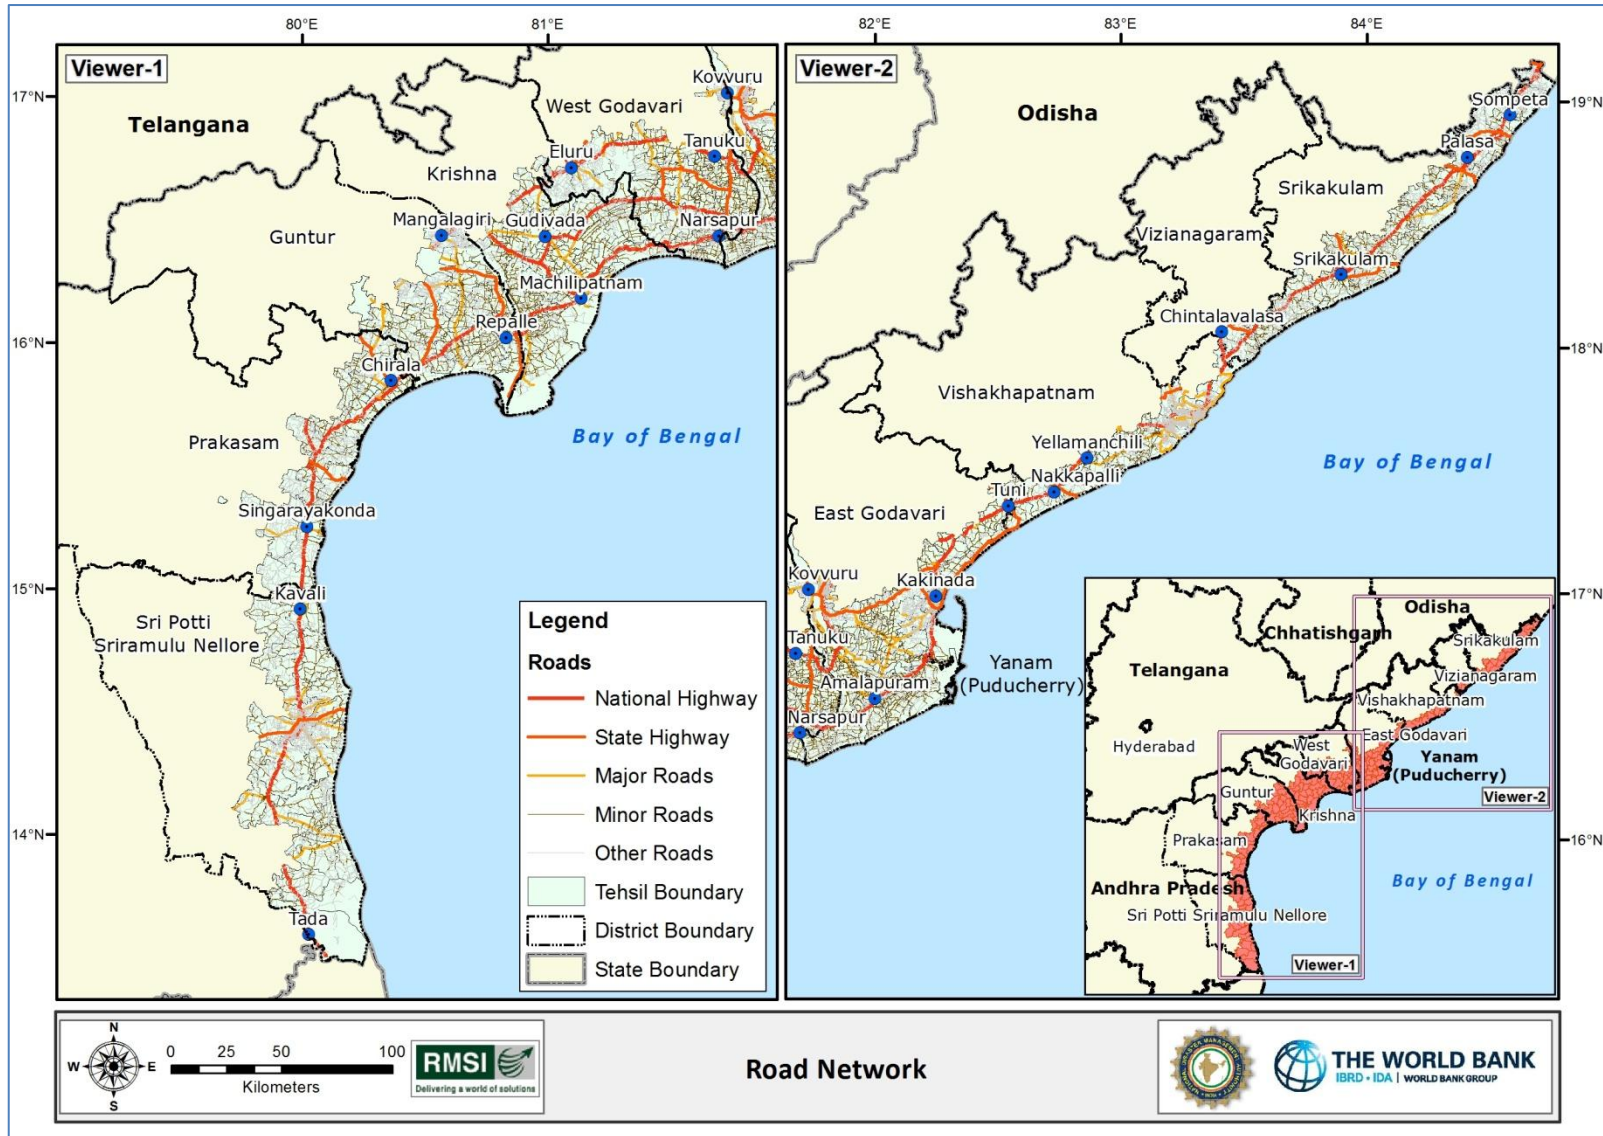 80°E
81°E
82°E
83°E
84°E
17°N
16°N
15°N
14°N
19°N
18°N
17°N
16°N
Viewer-1
Telangana
Kovvuru
West Godavari
Eluru
Tanuku
Krishna
Mangalagiri
Gudivada
Narsapur
Guntur
Machilipatnam
Repalle
Chirala
Prakasam
Bay of Bengal
Singarayakonda
Kavali
Sri Potti
Sriramulu Nellore
Tada
Legend
Roads
National Highway
State Highway
Major Roads
Minor Roads
Other Roads
Tehsil Boundary
District Boundary
State Boundary
Viewer-2
Odisha
Sompeta
Palasa
Srikakulam
Vizianagaram
Srikakulam
Chintalavalasa
Vishakhapatnam
Yellamanchili
Bay of Bengal
Nakkapalli
Tuni
East Godavari
Kovvuru
Kakinada
Tanuku
Yanam
(Puducherry)
Amalapuram
Narsapur
Odisha
Chhatishgarh
Srikakulam
Telangana
Vizianagaram
Vishakhapatnam
East Godavari
Hyderabad
West
Godavari
Yanam
(Puducherry)
Viewer-2
Guntur
Krishna
Prakasam
Andhra Pradesh
Bay of Bengal
Sri Potti Sriramulu Nellore
Viewer-1
N
W
E
S
0 25 50 100
Kilometers
RMSI
Delivering a world of solutions
Road Network
THE WORLD BANK
IBRD • IDA | WORLD BANK GROUP